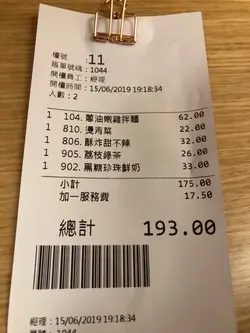 檯號 :11
賬單號碼 :1044
開檯員工 :經理
開檯時間 :15/06/2019 19:18:34
人數 :2
1 104. 蔥油嫩雞拌麵 62.00
1 810. 燙青菜 22.00
1 806. 酥炸甜不辣 32.00
1 905. 荔枝綠茶 26.00
1 902. 黑糖珍珠鮮奶 33.00
小計 175.00
加一服務費 17.50
總計 193.00
經理 :15/06/2019 19:18:34
1044